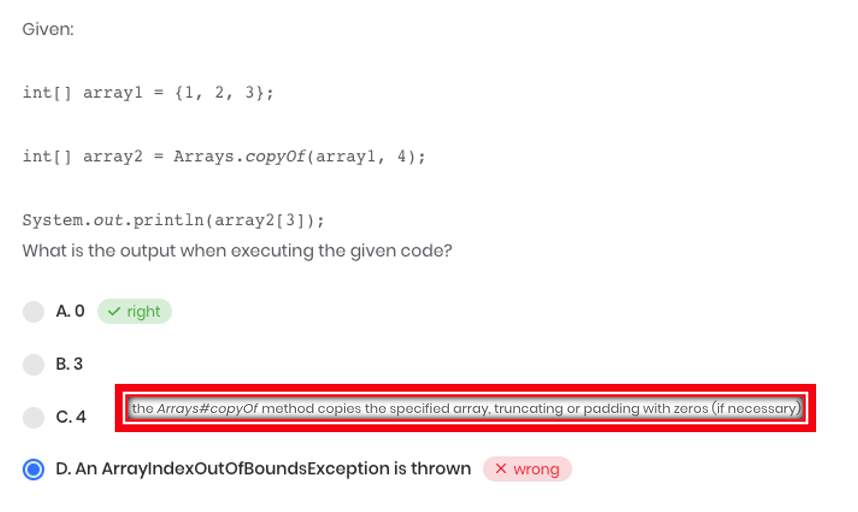 Given:
int[] array1 = {1, 2, 3};
int[] array2 = Arrays.copyOf(array1, 4);
System.out.println(array2[3]);
What is the output when executing the given code?
A. 0 ✓ right
B. 3
the Arrays#copyOf method copies the specified array, truncating or padding with zeros (if necessary)
C. 4
D. An ArrayIndexOutOfBoundsException is thrown ✕ wrong